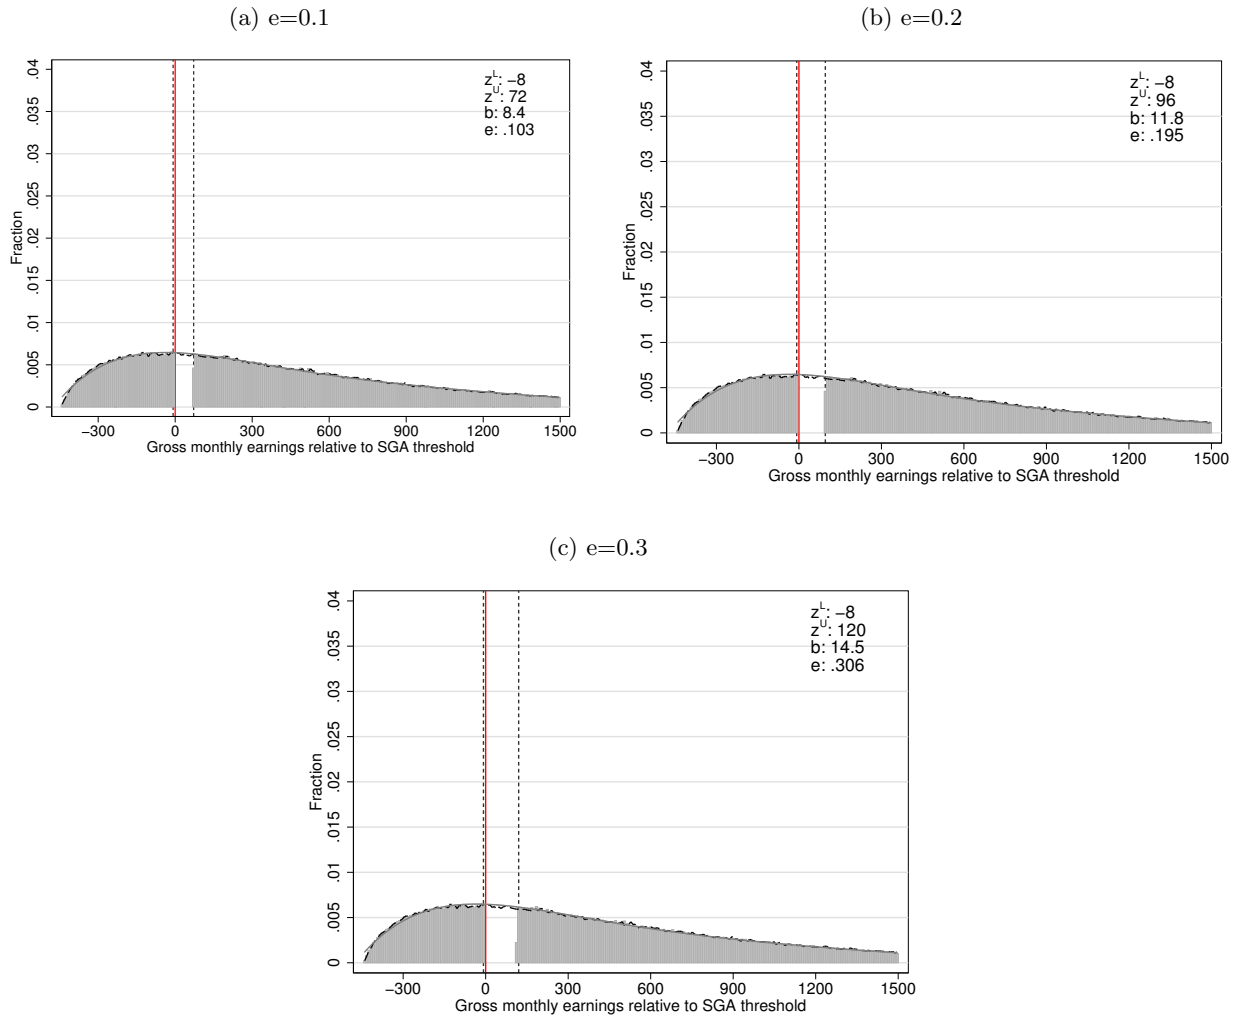 (a) e=0.1
z^L: −8
z^U: 72
b: 8.4
e: .103
Fraction
0 .005 .01 .015 .02 .025 .03 .035 .04
−300 0 300 600 900 1200 1500
Gross monthly earnings relative to SGA threshold
(b) e=0.2
z^L: −8
z^U: 96
b: 11.8
e: .195
Fraction
0 .005 .01 .015 .02 .025 .03 .035 .04
−300 0 300 600 900 1200 1500
Gross monthly earnings relative to SGA threshold
(c) e=0.3
z^L: −8
z^U: 120
b: 14.5
e: .306
Fraction
0 .005 .01 .015 .02 .025 .03 .035 .04
−300 0 300 600 900 1200 1500
Gross monthly earnings relative to SGA threshold